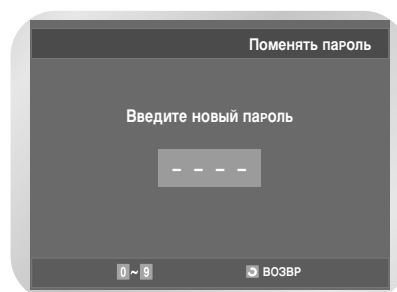 Поменять пароль
Введите новый пароль
– – – –
0 ~ 9 ВОЗВР